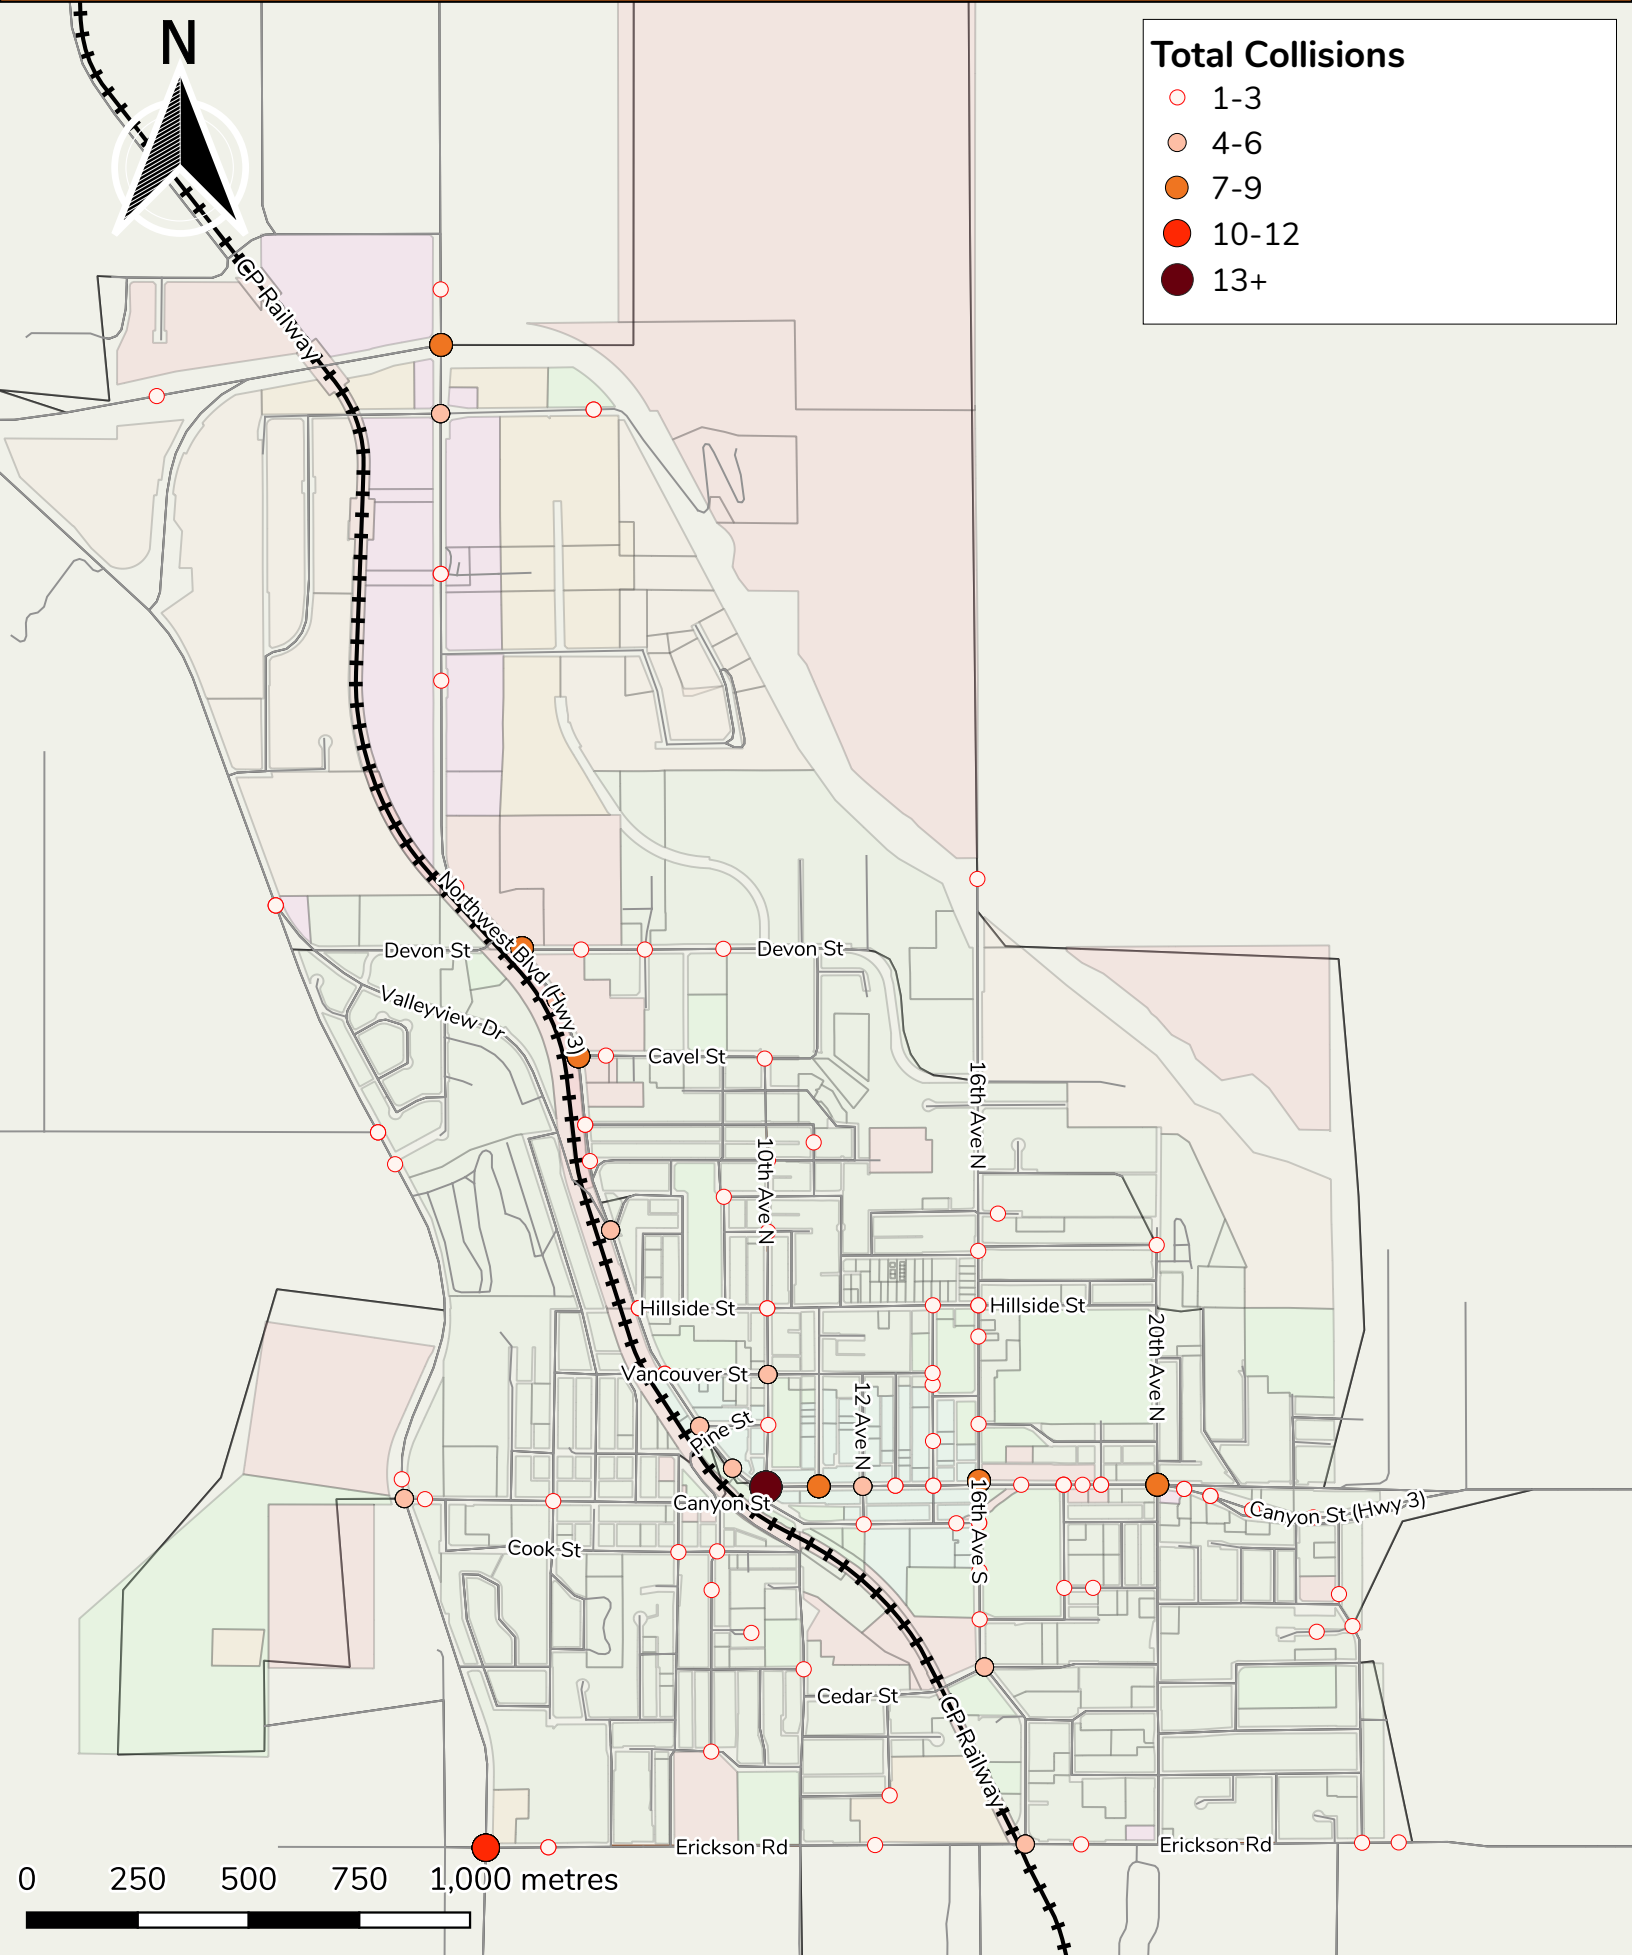 N
Total Collisions
1-3
4-6
7-9
10-12
13+
CP Railway
Northwest Blvd (Hwy 3)
Devon St
Devon St
Valleyview Dr
Cavel St
16th Ave N
10th Ave N
Hillside St
Hillside St
20th Ave N
Vancouver St
12 Ave N
Pine St
Canyon St
16th Ave S
Canyon St (Hwy 3)
Cook St
Cedar St
CP Railway
Erickson Rd
Erickson Rd
0 250 500 750 1,000 metres